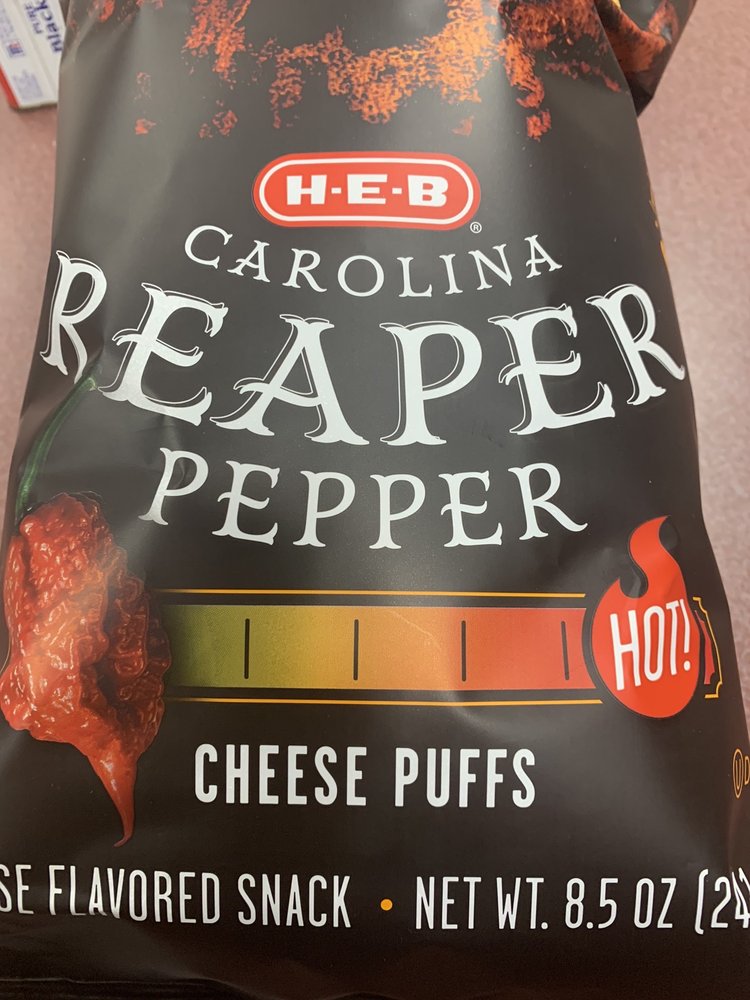 H-E-B®
CAROLINA
REAPER
PEPPER
HOT!
CHEESE PUFFS
SE FLAVORED SNACK • NET WT. 8.5 OZ (24